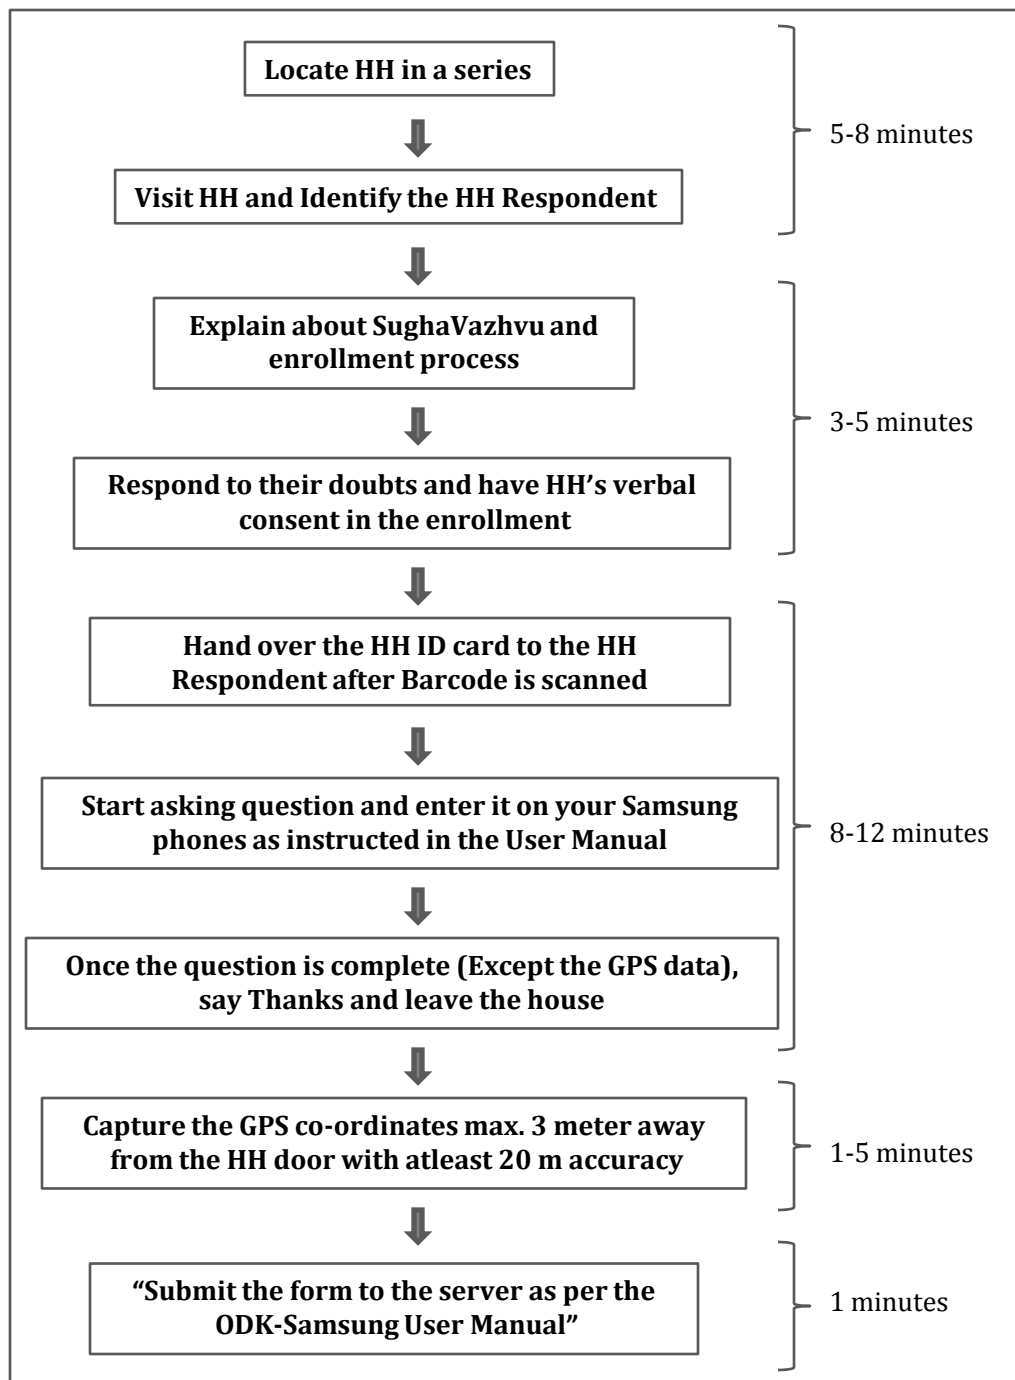 Locate HH in a series
5-8 minutes
Visit HH and Identify the HH Respondent
Explain about SughaVazhvu and
enrollment process
3-5 minutes
Respond to their doubts and have HH’s verbal
consent in the enrollment
Hand over the HH ID card to the HH
Respondent after Barcode is scanned
Start asking question and enter it on your Samsung
phones as instructed in the User Manual
8-12 minutes
Once the question is complete (Except the GPS data),
say Thanks and leave the house
Capture the GPS co-ordinates max. 3 meter away
from the HH door with atleast 20 m accuracy
1-5 minutes
“Submit the form to the server as per the
ODK-Samsung User Manual”
1 minutes